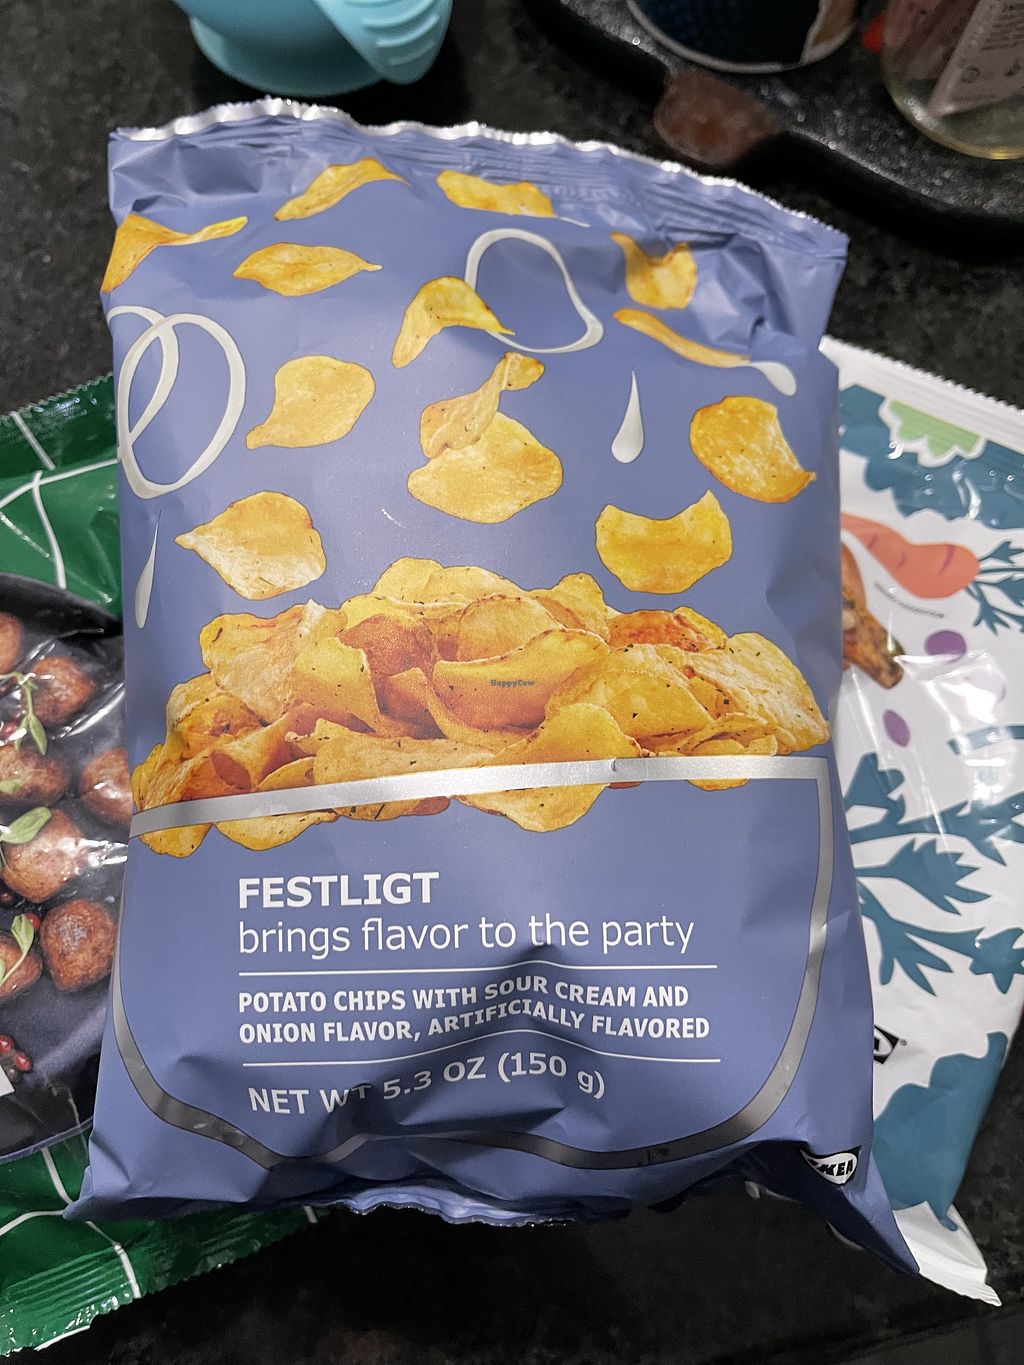 HappyCow
FESTLIGT
brings flavor to the party
POTATO CHIPS WITH SOUR CREAM AND
ONION FLAVOR, ARTIFICIALLY FLAVORED
NET WT 5.3 OZ (150 g)
IKEA